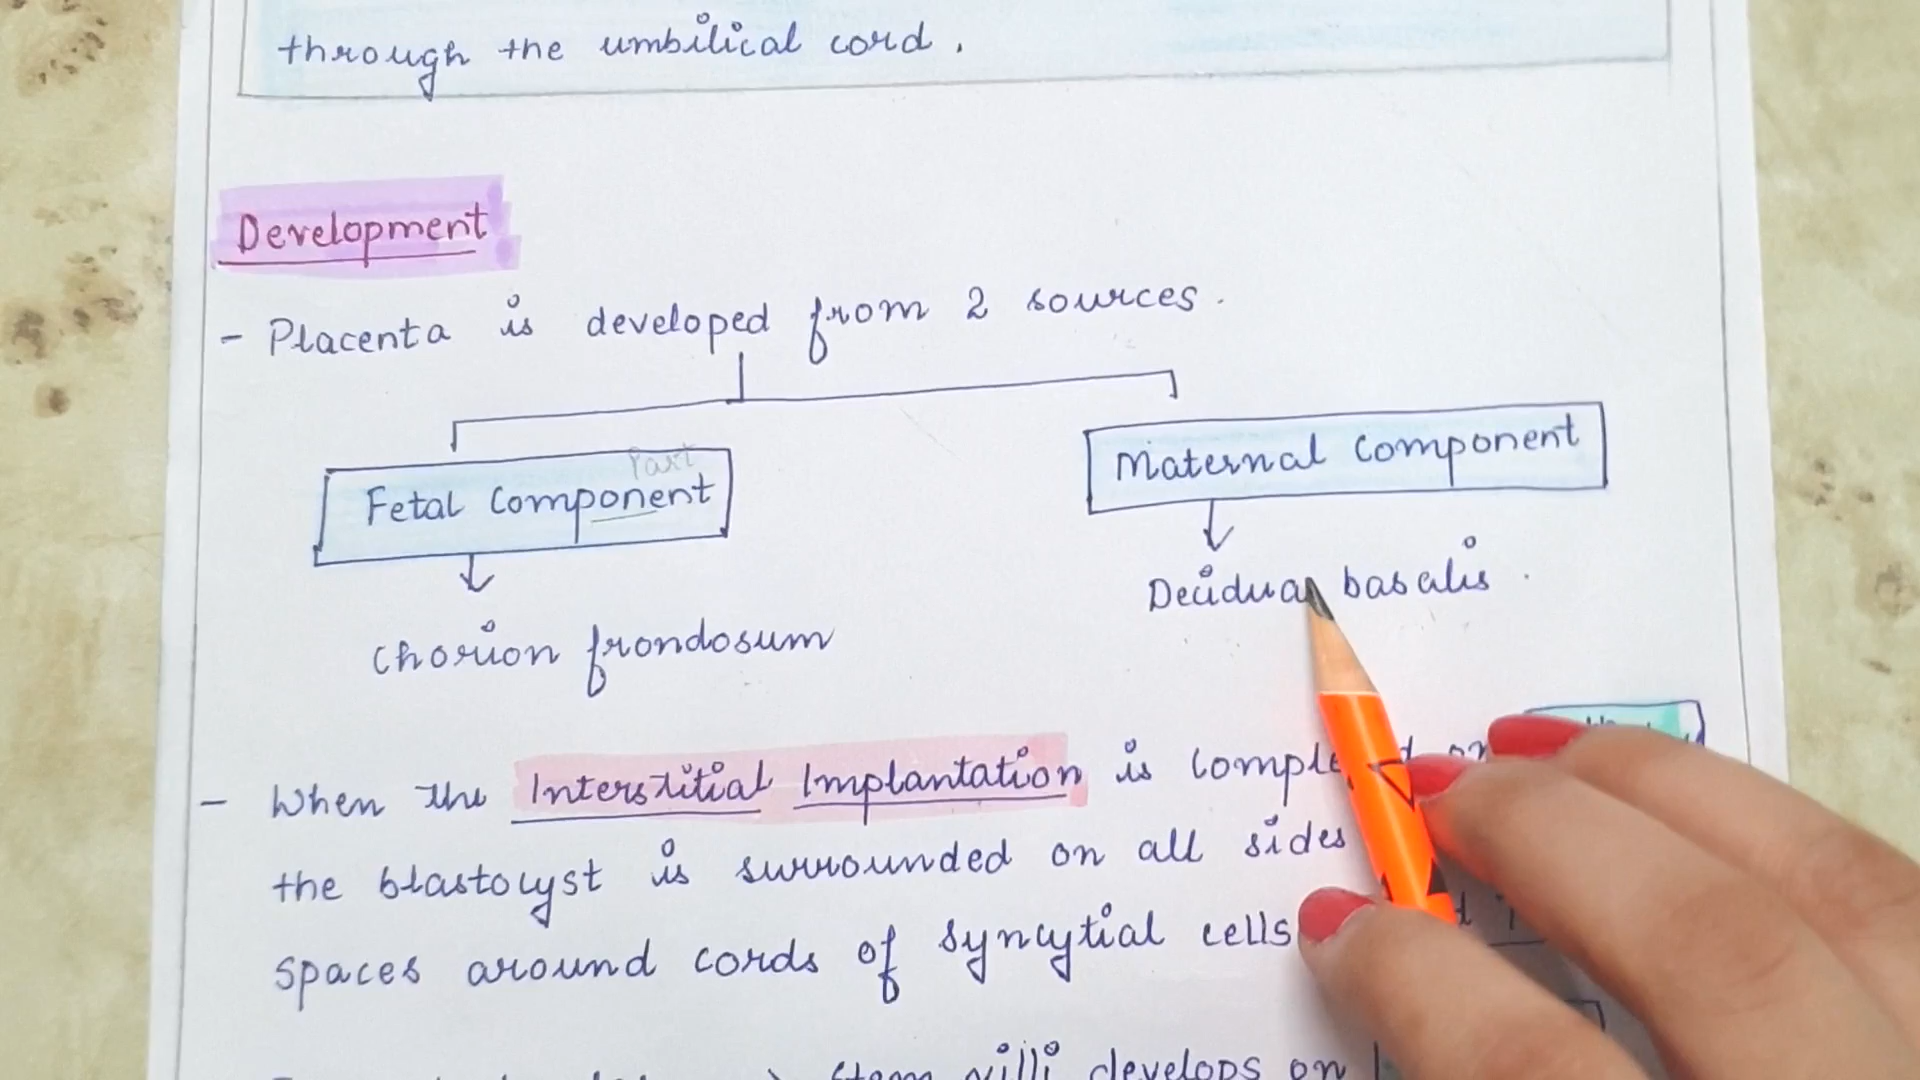 through the umbilical cord.
Development
- Placenta is developed from 2 sources.
Part
Fetal Component
Maternal Component
Chorion frondosum
Decidua basalis.
- When the Interstitial Implantation is
the blastocyst is surrounded on all sides
spaces around cords of syncytial cells
villi develops on